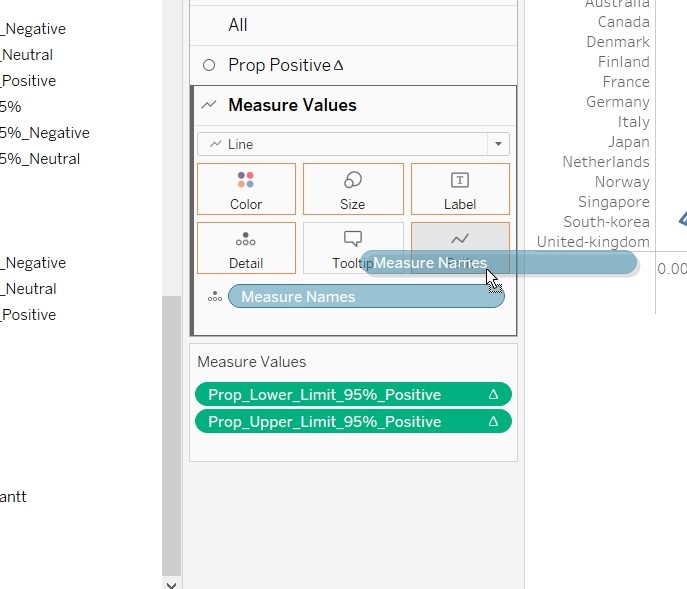 _Negative
_Neutral
_Positive
5%
5%_Negative
5%_Neutral
_Negative
_Neutral
_Positive
antt
All
Prop Positive Δ
Measure Values
Line
Color
Size
Label
Detail
Tooltip
Measure Names
Measure Names
Measure Values
Prop_Lower_Limit_95%_Positive Δ
Prop_Upper_Limit_95%_Positive Δ
Australia
Canada
Denmark
Finland
France
Germany
Italy
Japan
Netherlands
Norway
Singapore
South-korea
United-kingdom
0.00